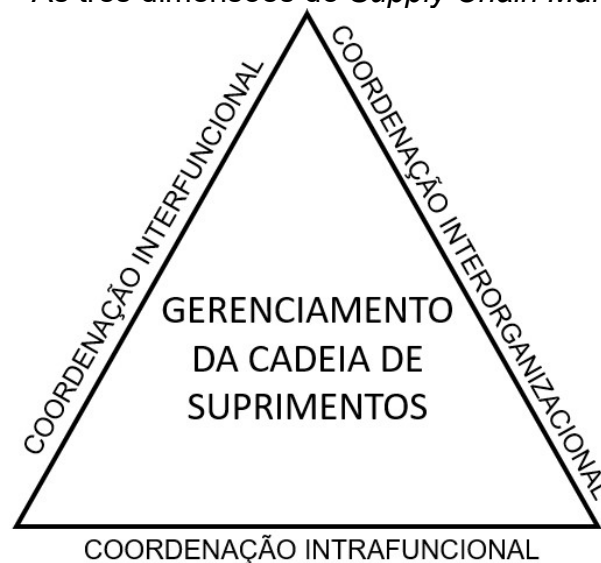 As três dimensões do Supply Chain
COORDENAÇÃO INTERFUNCIONAL
COORDENAÇÃO INTERORGANIZACIONAL
GERENCIAMENTO
DA CADEIA DE
SUPRIMENTOS
COORDENAÇÃO INTRAFUNCIONAL